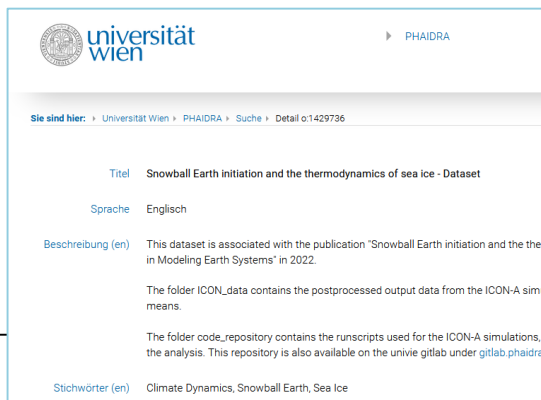 universität
wien
PHAIDRA
Sie sind hier: Universität Wien PHAIDRA Suche Detail o:1429736
Titel Snowball Earth initiation and the thermodynamics of sea ice - Dataset
Sprache Englisch
Beschreibung (en) This dataset is associated with the publication "Snowball Earth initiation and the the
in Modeling Earth Systems" in 2022.
The folder ICON_data contains the postprocessed output data from the ICON-A sim
means.
The folder code_repository contains the runscripts used for the ICON-A simulations,
the analysis. This repository is also available on the univie gitlab under gitlab.phaidra
Stichwörter (en) Climate Dynamics, Snowball Earth, Sea Ice